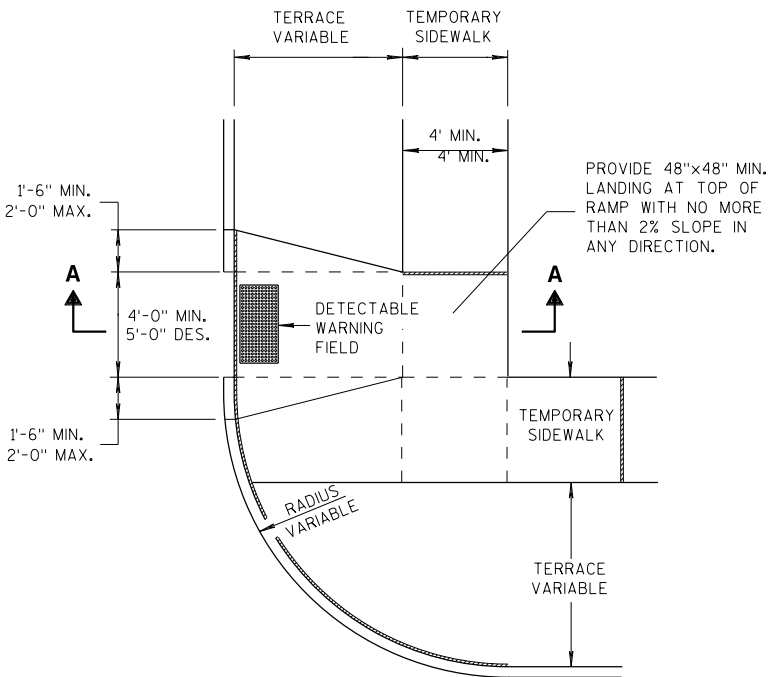 TERRACE
VARIABLE
TEMPORARY
SIDEWALK
4' MIN.
4' MIN.
PROVIDE 48"x48" MIN.
LANDING AT TOP OF
RAMP WITH NO MORE
THAN 2% SLOPE IN
ANY DIRECTION.
1'-6" MIN.
2'-0" MAX.
A
A
4'-0" MIN.
5'-0" DES.
DETECTABLE
WARNING
FIELD
1'-6" MIN.
2'-0" MAX.
TEMPORARY
SIDEWALK
RADIUS
VARIABLE
TERRACE
VARIABLE